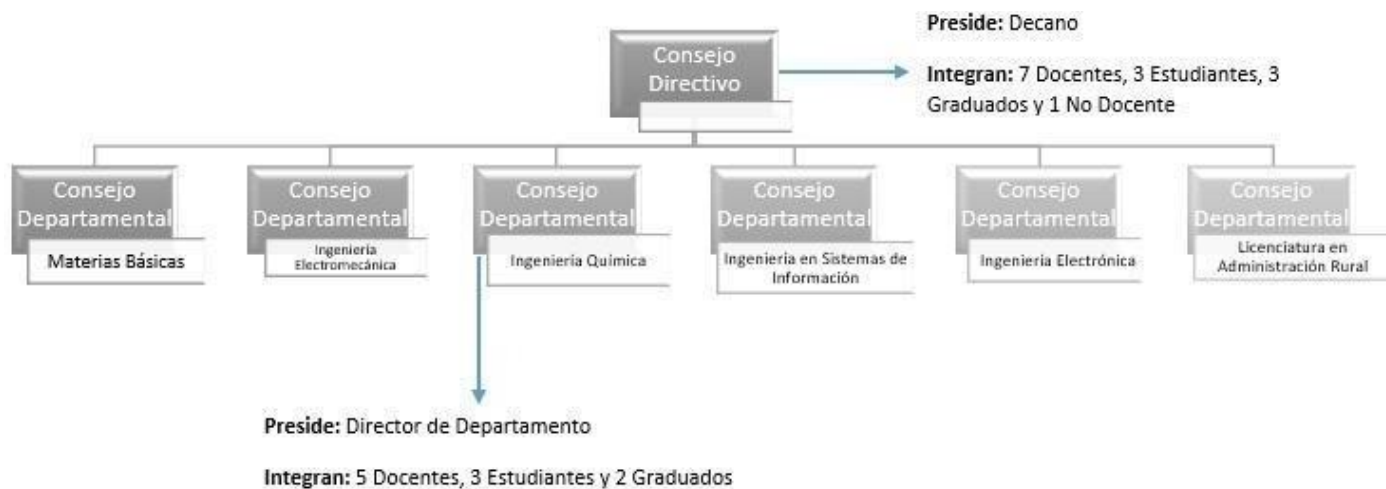 Preside: Decano
Consejo
Directivo
Integran: 7 Docentes, 3 Estudiantes, 3
Graduados y 1 No Docente
Consejo
Departamental
Materias Básicas
Consejo
Departamental
Ingeniería
Electromecánica
Consejo
Departamental
Ingeniería Química
Consejo
Departamental
Ingeniería en Sistemas de
Información
Consejo
Departamental
Ingeniería Electrónica
Consejo
Departamental
Licenciatura en
Administración Rural
Preside: Director de Departamento
Integran: 5 Docentes, 3 Estudiantes y 2 Graduados